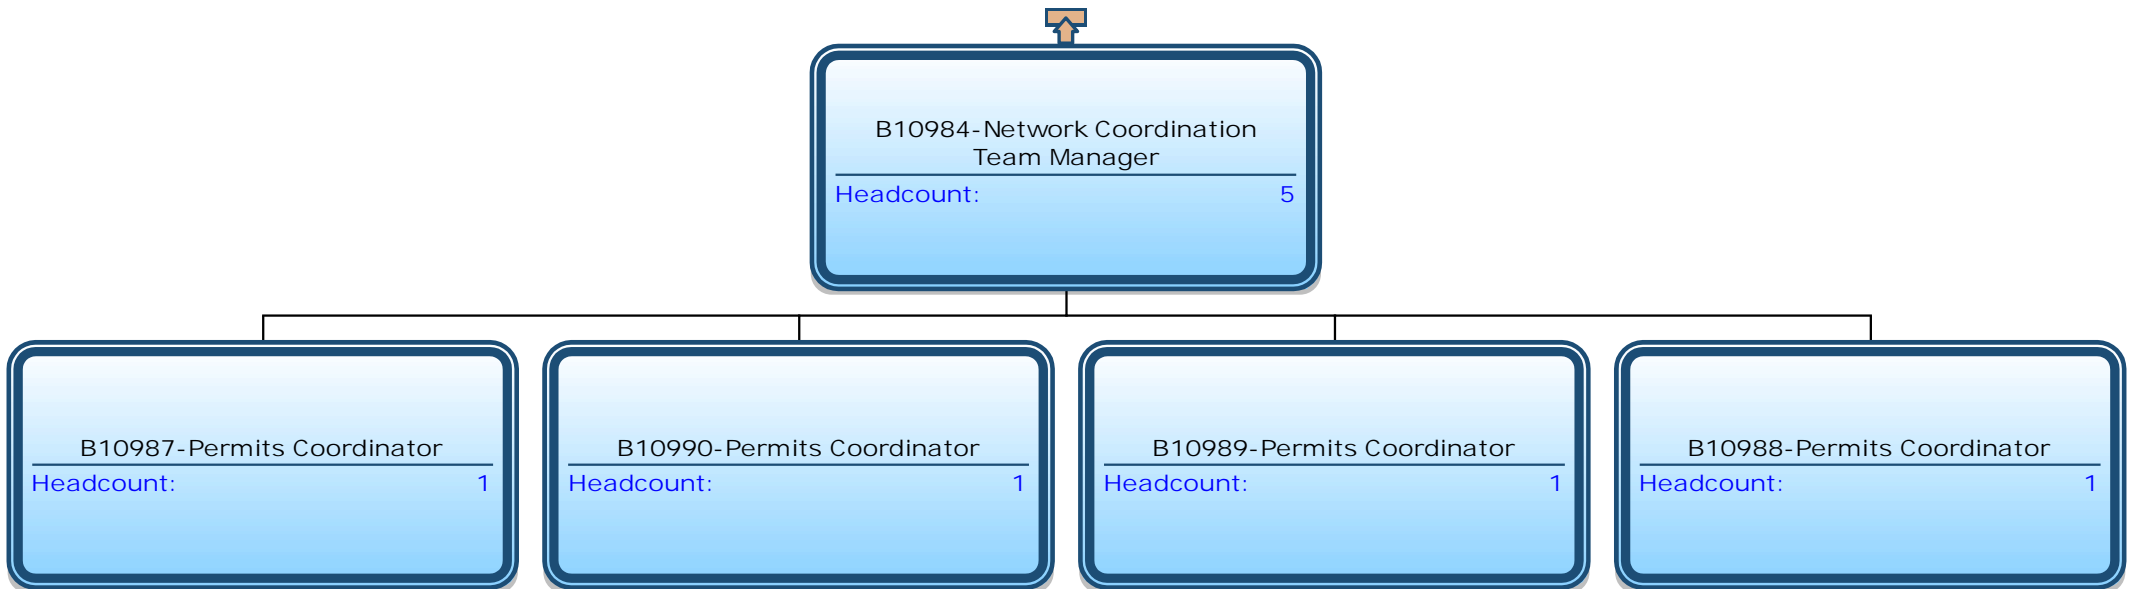 B10984-Network Coordination
Team Manager
Headcount: 5
B10987-Permits Coordinator
Headcount: 1
B10990-Permits Coordinator
Headcount: 1
B10989-Permits Coordinator
Headcount: 1
B10988-Permits Coordinator
Headcount: 1